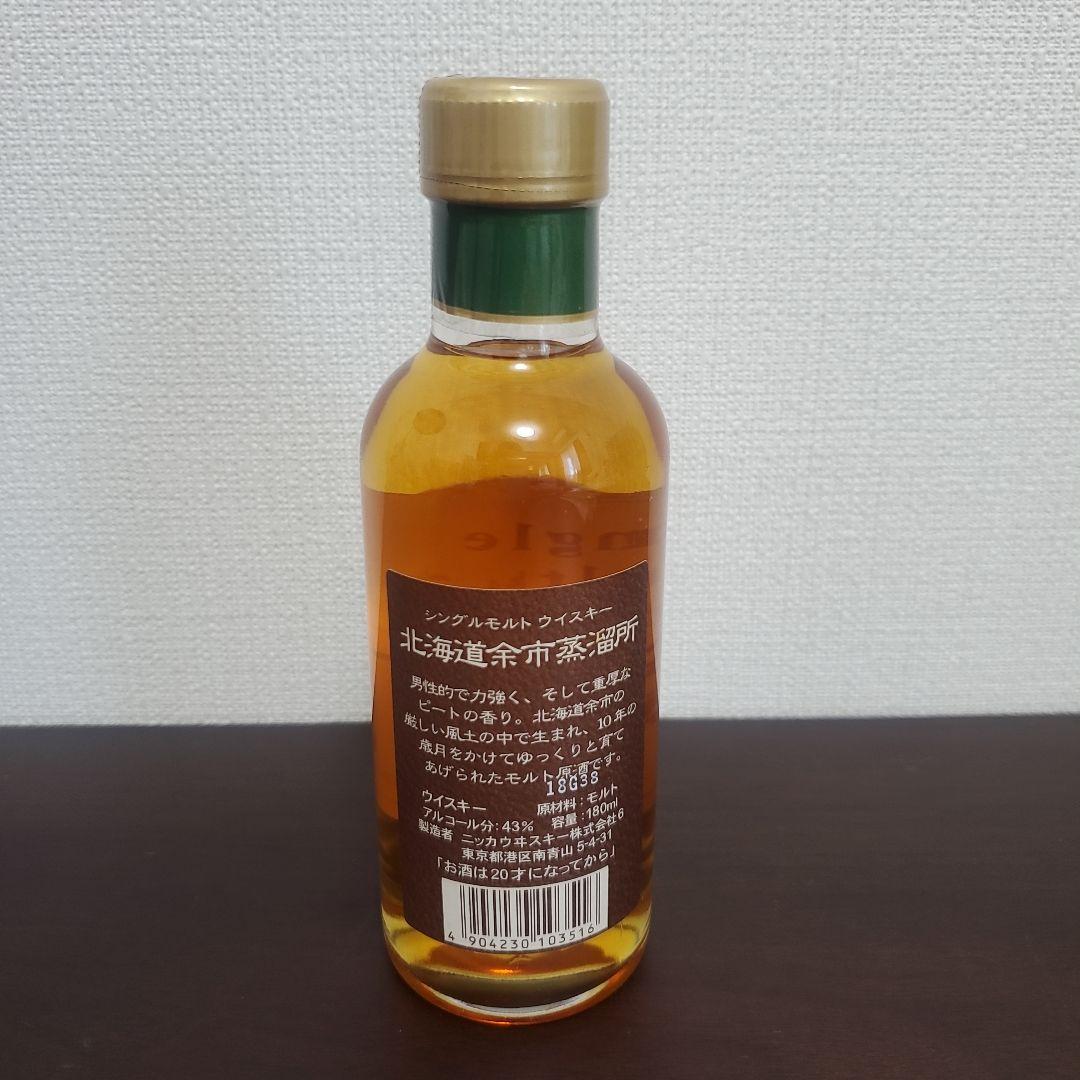 ngle
シングルモルト ウイスキー
北海道余市蒸溜所
男性的で力強く、そして重厚な
ピートの香り。北海道余市の
厳しい風土の中で生まれ、10年の
歳月をかけてゆっくりと育て
あげられたモルト原酒です。
18G38
ウイスキー 原材料:モルト
アルコール分:43% 容量:180ml
製造者 ニッカウヰスキー株式会社6
東京都港区南青山 5-4-31
「お酒は20才になってから」
4 904230 103516